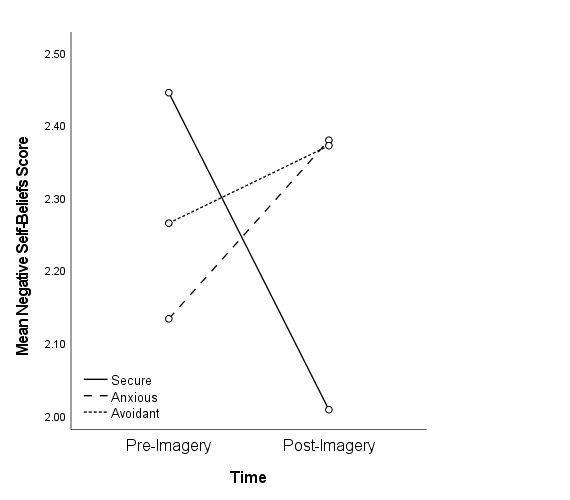 2.50
2.40
2.30
2.20
2.10
2.00
Mean Negative Self-Beliefs Score
Secure
Anxious
Avoidant
Pre-Imagery
Post-Imagery
Time